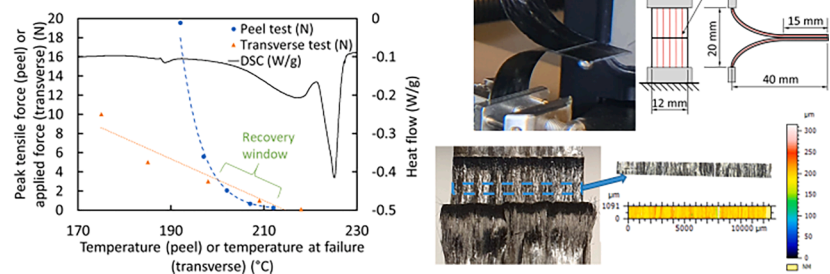 Peak tensile force (peel) or
applied force (transverse) (N)
20
18
16
14
12
10
8
6
4
2
0
Peel test (N)
Transverse test (N)
DSC (W/g)
Recovery
window
0
-0.1
-0.2
-0.3
-0.4
-0.5
Heat flow (W/g)
170
190
210
230
Temperature (peel) or temperature at failure
(transverse) (°C)
20 mm
12 mm
15 mm
40 mm
µm
1091
0
0
5000
10000 µm
µm
300
250
200
150
100
50
0
NM